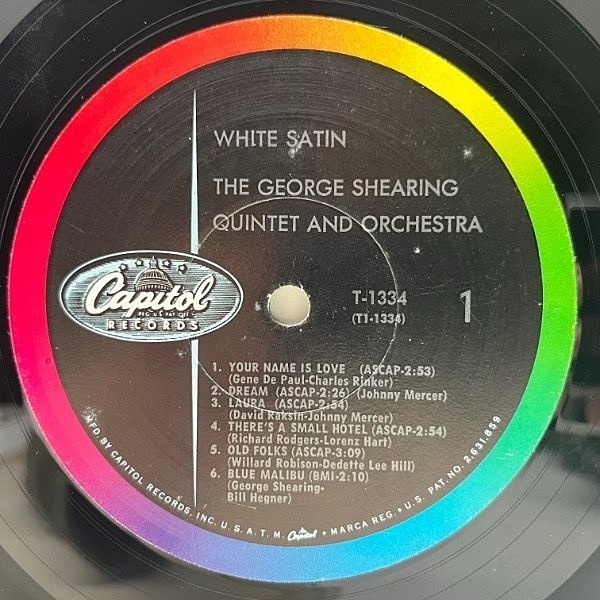 WHITE SATIN
THE GEORGE SHEARING
QUINTET AND ORCHESTRA
Capitol
REG. U.S. PAT. OFF.
RECORDS
T-1334
(T1-1334)
1
1. YOUR NAME IS LOVE (ASCAP-2:53)
(Gene De Paul-Charles Rinker)
2. DREAM (ASCAP-2:26) (Johnny Mercer)
3. LAURA (ASCAP-2:54)
(David Raksin-Johnny Mercer)
4. THERE'S A SMALL HOTEL (ASCAP-2:54)
(Richard Rodgers-Lorenz Hart)
5. OLD FOLKS (ASCAP-3:09)
(Willard Robison-Dedette Lee Hill)
6. BLUE MALIBU (BMI-2:10)
(George Shearing-
Bill Hegner)
MFD. BY CAPITOL RECORDS, INC. U.S.A. T.M. Capitol • MARCA REG. • U.S. PAT. NO. 2,631,859